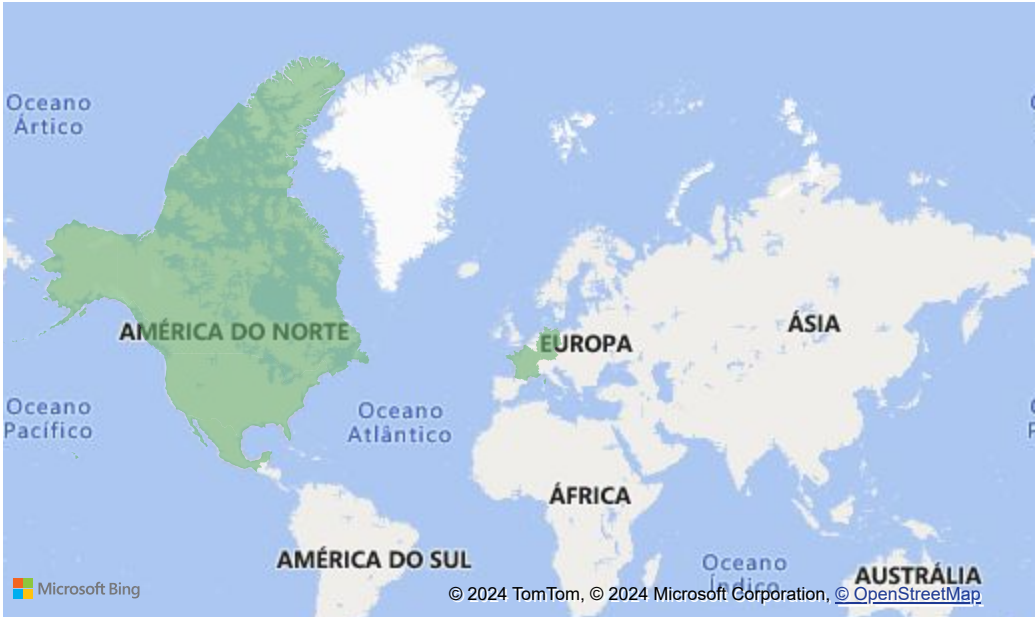 Oceano
Ártico
AMÉRICA DO NORTE
EUROPA
ÁSIA
Oceano
Pacífico
Oceano
Atlântico
ÁFRICA
AMÉRICA DO SUL
Oceano
Índico
AUSTRÁLIA
Microsoft Bing
© 2024 TomTom, © 2024 Microsoft Corporation, © OpenStreetMap